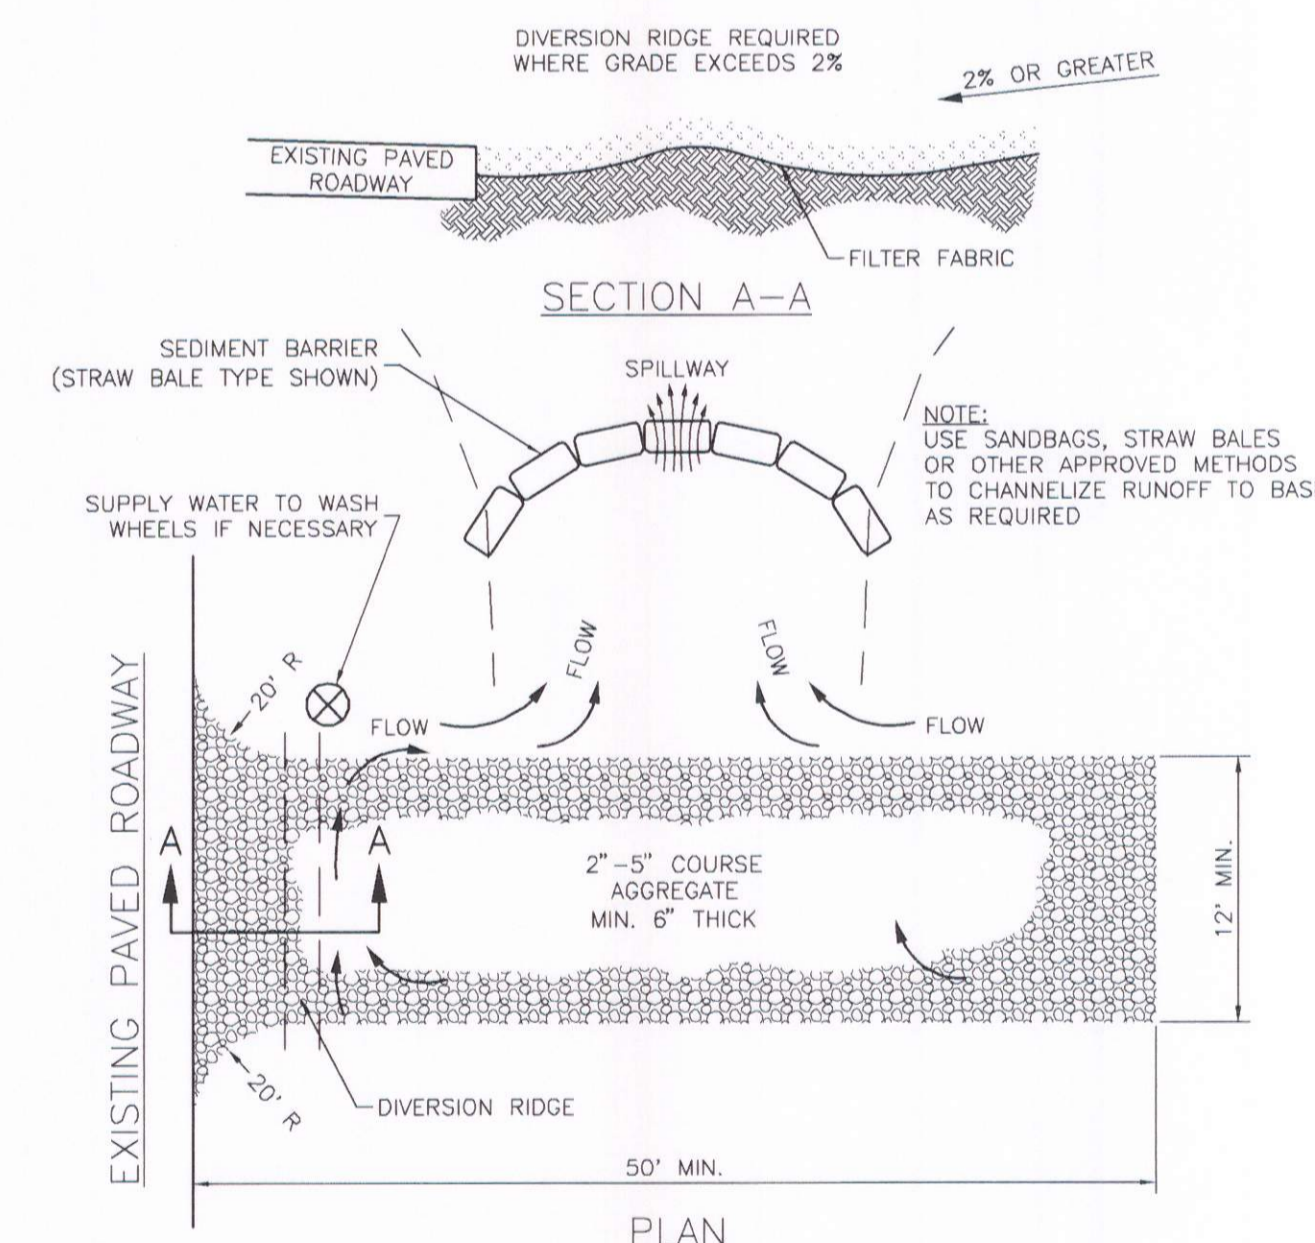 DIVERSION RIDGE REQUIRED
WHERE GRADE EXCEEDS 2%
2% OR GREATER
EXISTING PAVED
ROADWAY
FILTER FABRIC
SECTION A-A
SEDIMENT BARRIER
(STRAW BALE TYPE SHOWN)
SPILLWAY
NOTE:
USE SANDBAGS, STRAW BALES
OR OTHER APPROVED METHODS
TO CHANNELIZE RUNOFF TO BAS
AS REQUIRED
SUPPLY WATER TO WASH
WHEELS IF NECESSARY
EXISTING PAVED ROADWAY
20' R
FLOW
FLOW
FLOW
FLOW
A
A
2"-5" COURSE
AGGREGATE
MIN. 6" THICK
12' MIN.
20' R
DIVERSION RIDGE
50' MIN.
PLAN